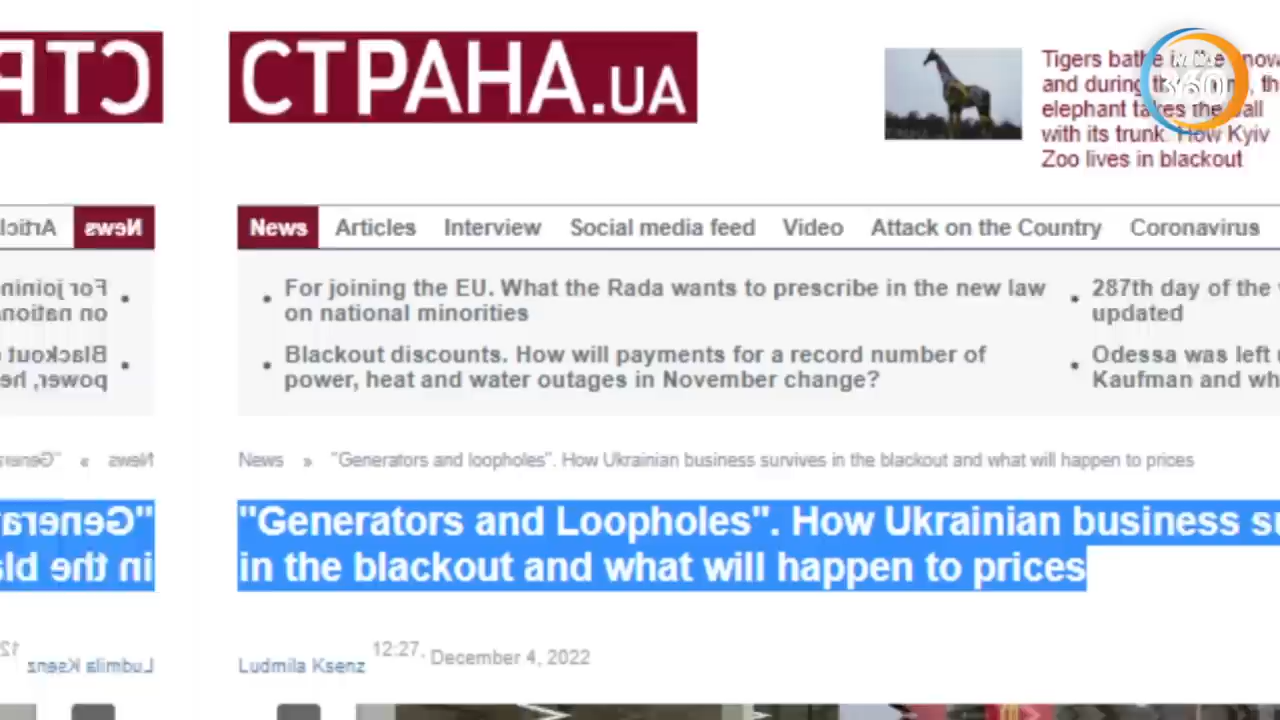 СТРАНА.UA
Tigers bathe in the snow
and during the
elephant takes the ball
with its trunk. How Kyiv
Zoo lives in blackout
360
News Articles Interview Social media feed Video Attack on the Country Coronavirus
For joining the EU. What the Rada wants to prescribe in the new law
on national minorities
Blackout discounts. How will payments for a record number of
power, heat and water outages in November change?
287th day of the
updated
Odessa was left
Kaufman and
News » "Generators and loopholes". How Ukrainian business survives in the blackout and what will happen to prices
"Generators and Loopholes". How Ukrainian business
in the blackout and what will happen to prices
12:27, December 4, 2022
Ludmila Ksenz